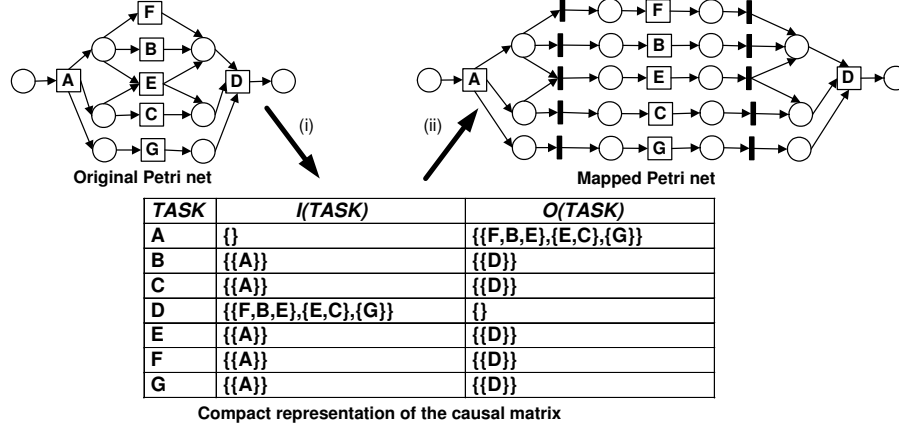 F
B
A
E
D
C
G
(i)
Original Petri net
F
B
A
E
D
C
G
(ii)
Mapped Petri net
TASK I(TASK) O(TASK)
A {} {{F,B,E},{E,C},{G}}
B {{A}} {{D}}
C {{A}} {{D}}
D {{F,B,E},{E,C},{G}} {}
E {{A}} {{D}}
F {{A}} {{D}}
G {{A}} {{D}}
Compact representation of the causal matrix